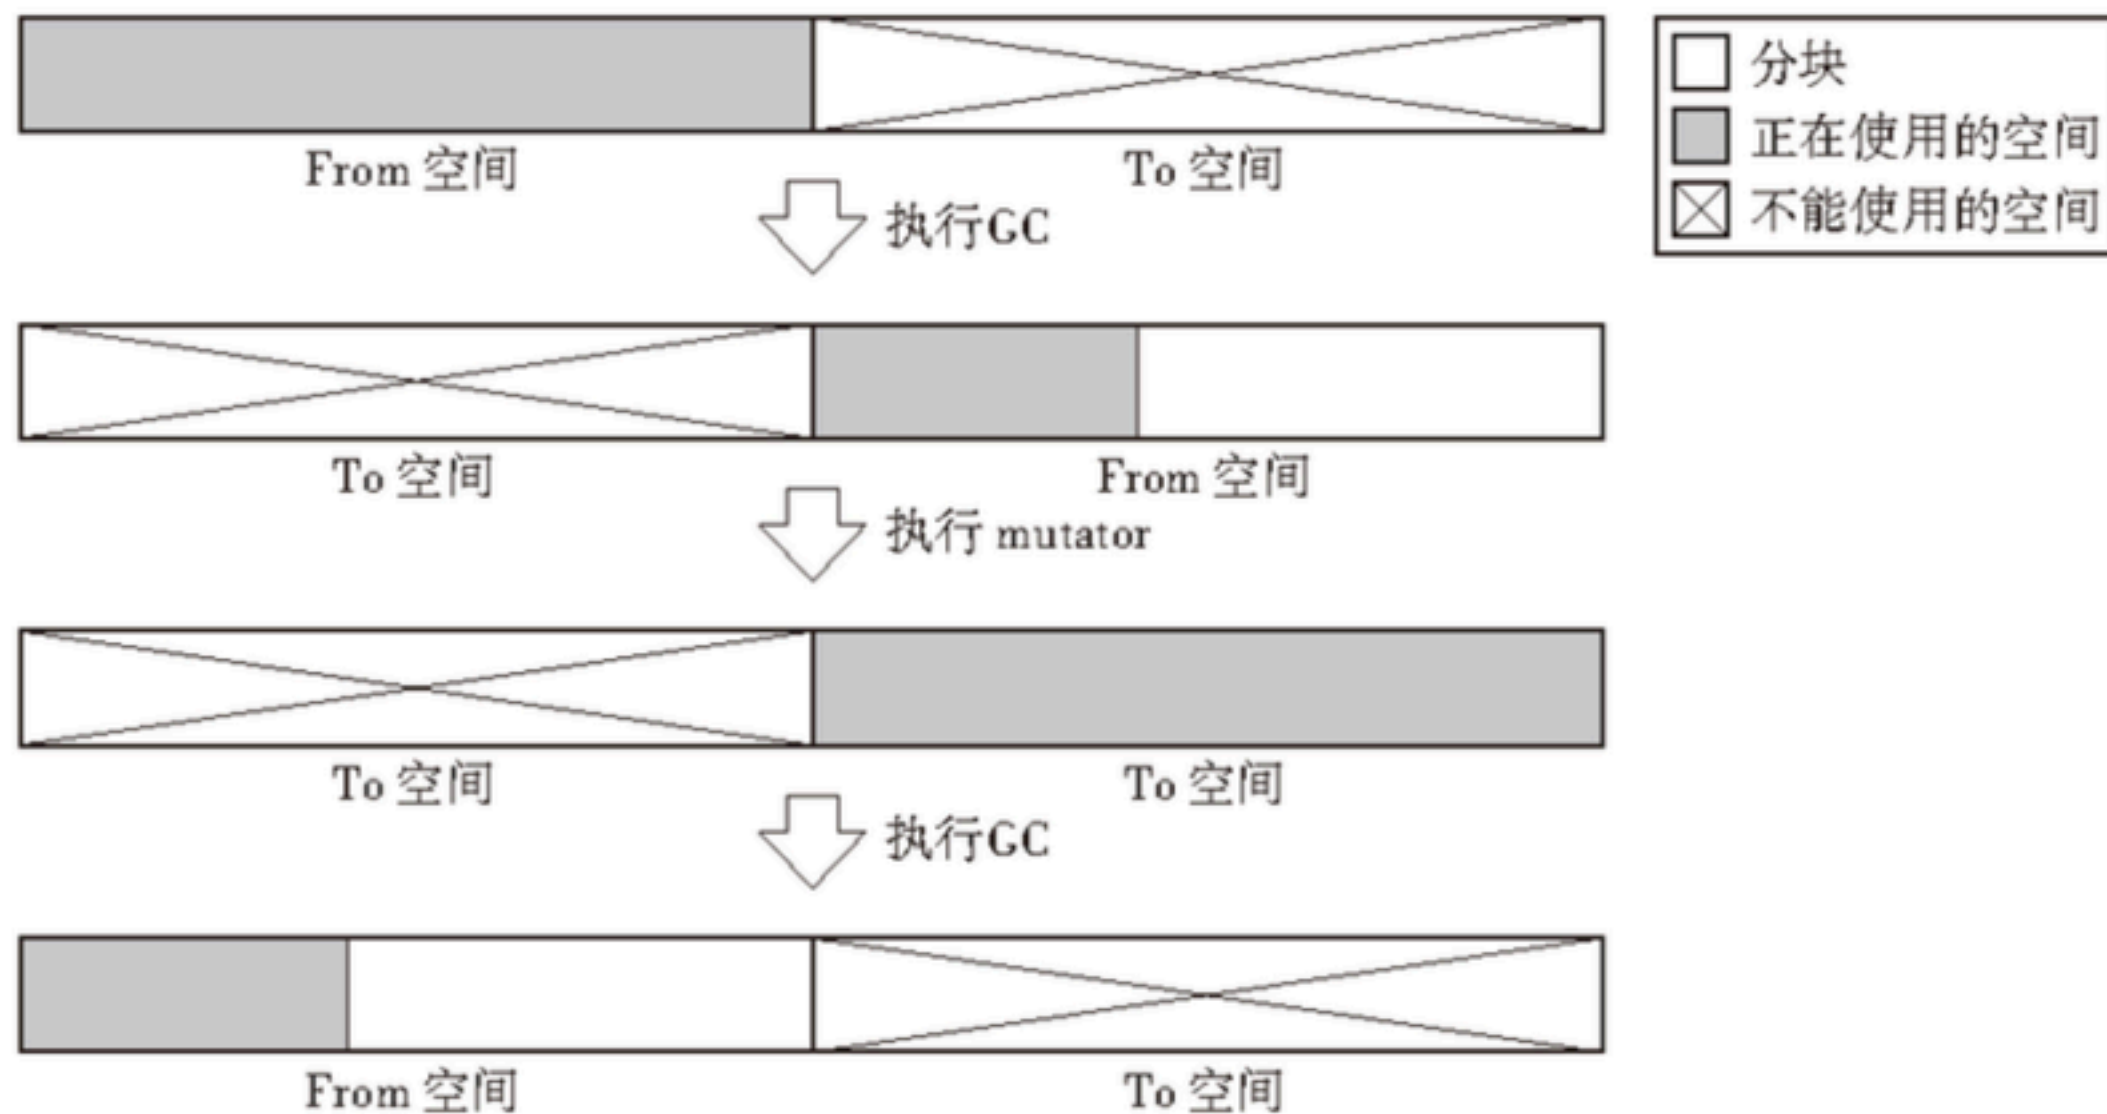 分块
正在使用的空间
不能使用的空间
From 空间
To 空间
执行GC
To 空间
From 空间
执行 mutator
To 空间
To 空间
执行GC
From 空间
To 空间